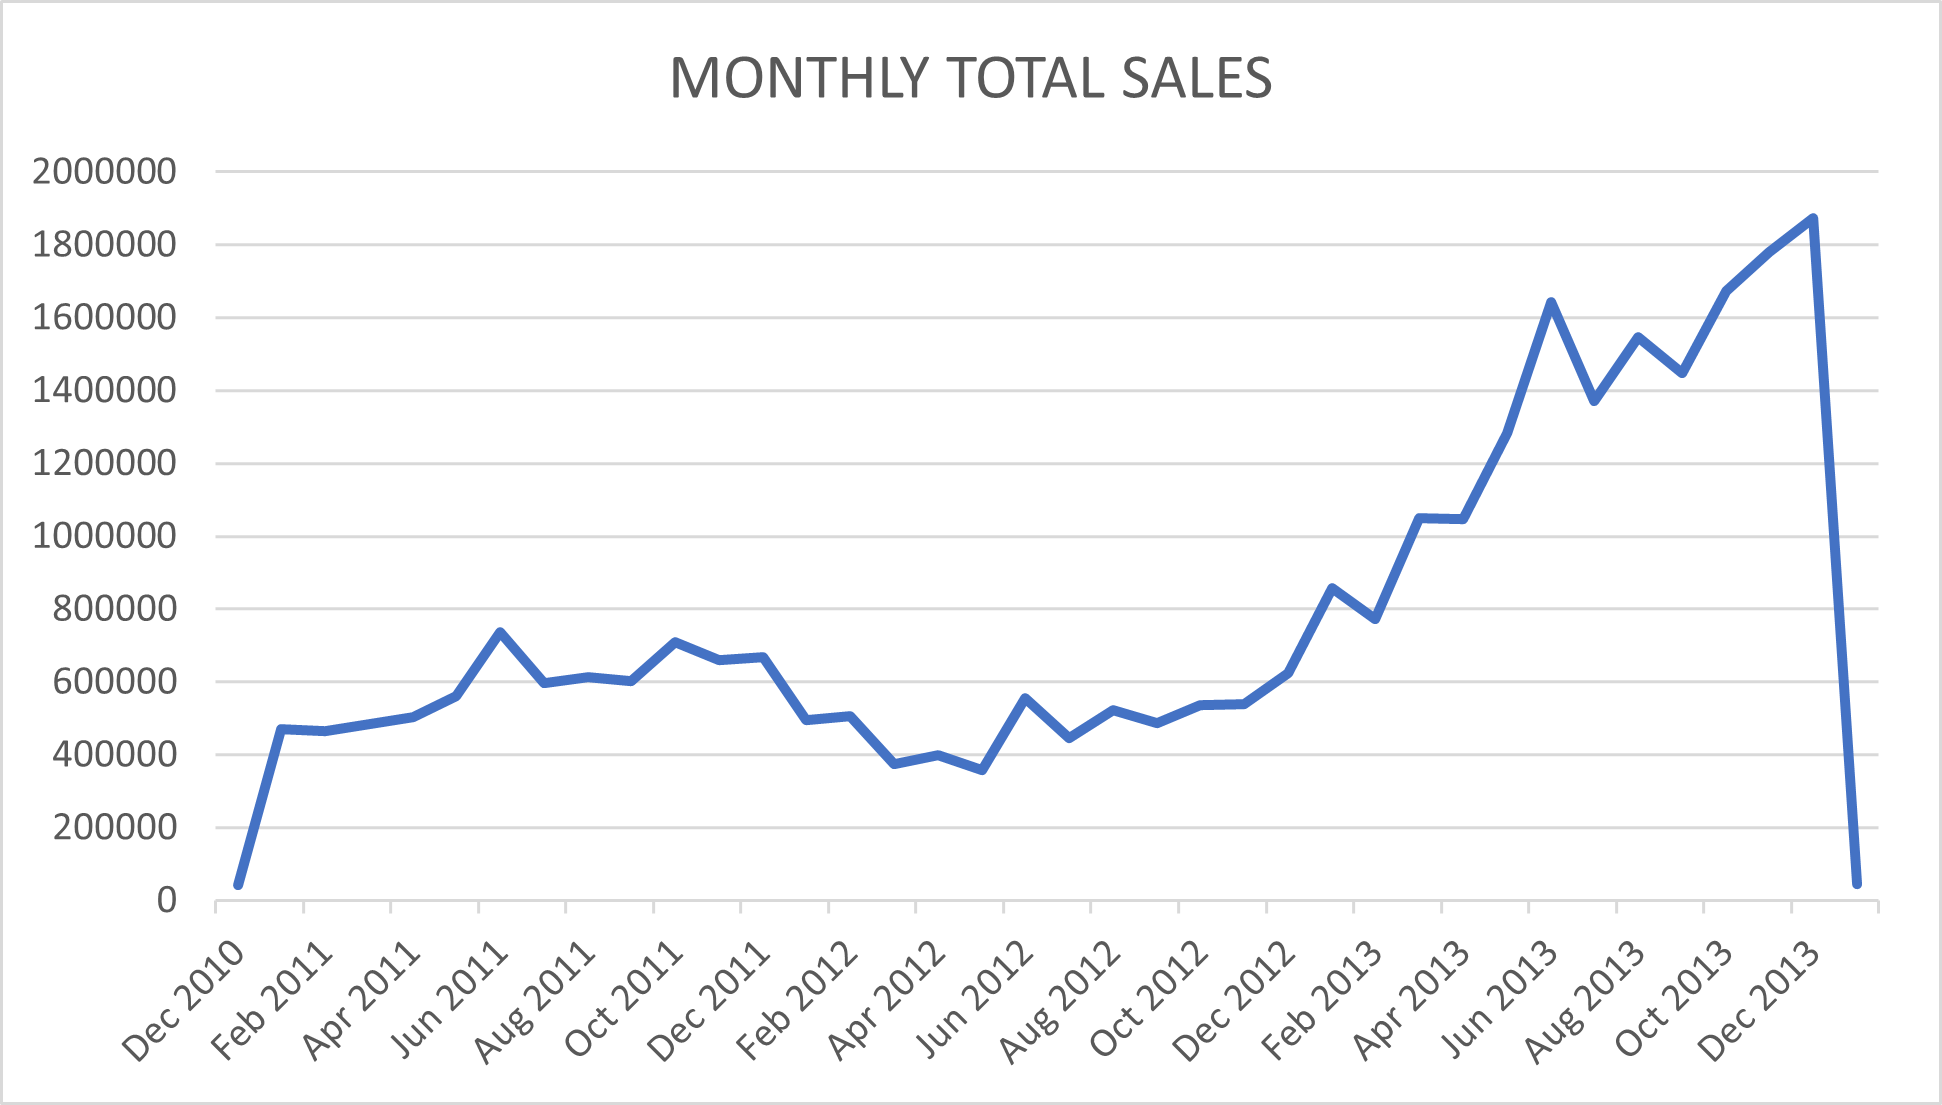 MONTHLY TOTAL SALES
2000000
1800000
1600000
1400000
1200000
1000000
800000
600000
400000
200000
0
Dec 2010
Feb 2011
Apr 2011
Jun 2011
Aug 2011
Oct 2011
Dec 2011
Feb 2012
Apr 2012
Jun 2012
Aug 2012
Oct 2012
Dec 2012
Feb 2013
Apr 2013
Jun 2013
Aug 2013
Oct 2013
Dec 2013